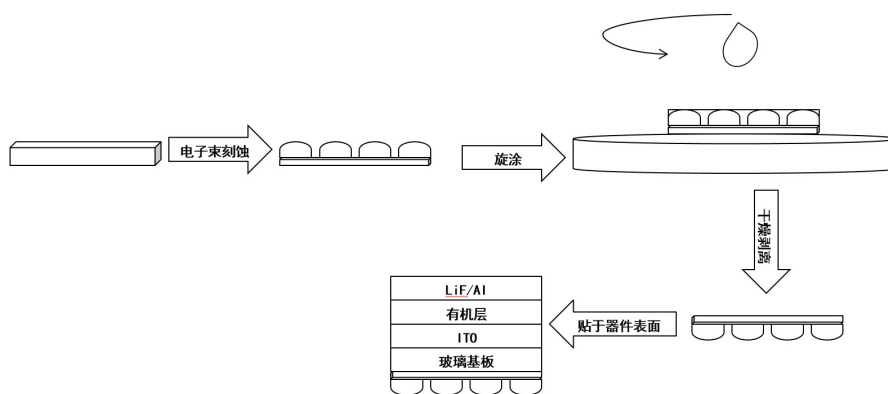 电子束刻蚀
旋涂
干燥剥离
贴于器件表面
LiF/Al
有机层
ITO
玻璃基板